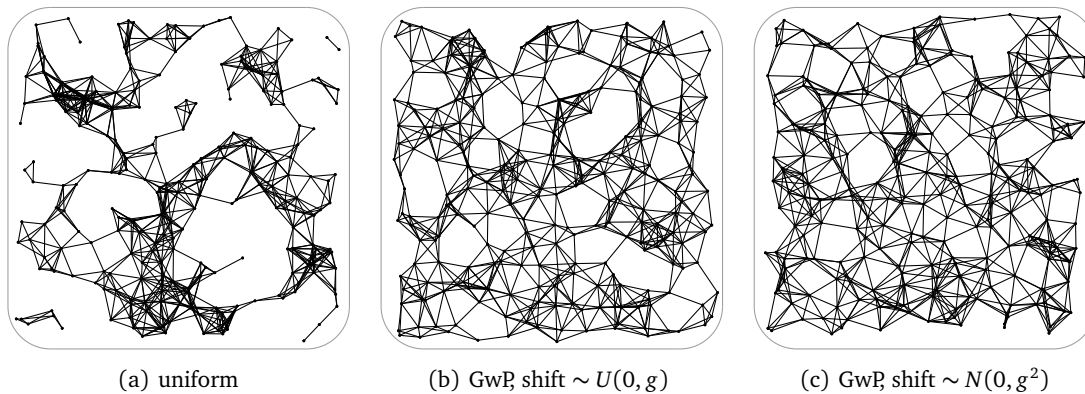 (a) uniform
(b) GwP, shift ∼ U(0, g)
(c) GwP, shift ∼ N(0, g²)